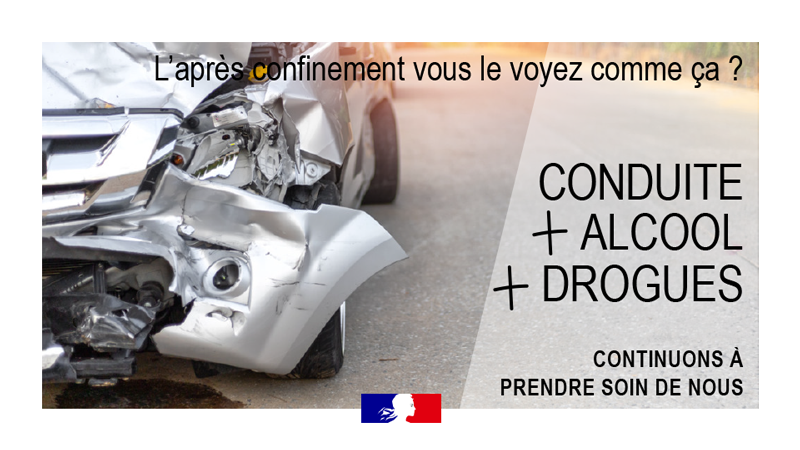 L'après confinement vous le voyez comme ça ?
CONDUITE
+ ALCOOL
+ DROGUES
CONTINUONS À
PRENDRE SOIN DE NOUS